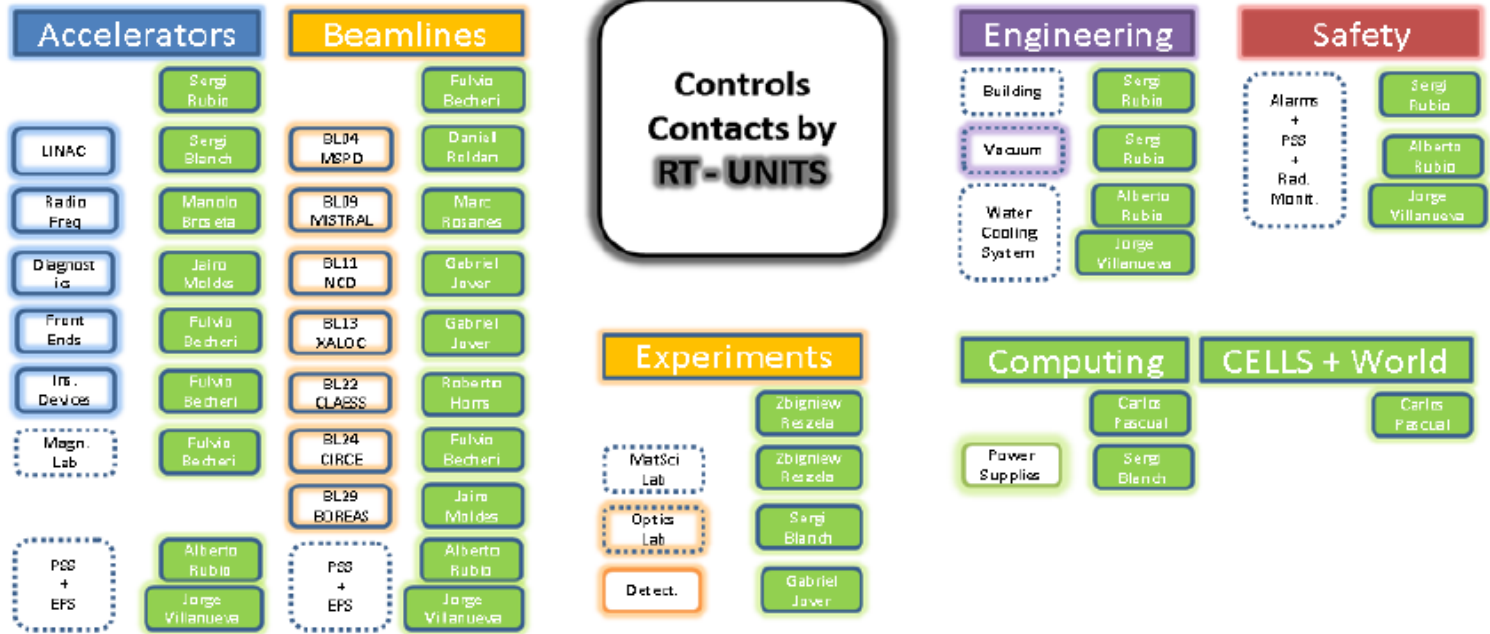 Accelerators
Sergi
Rubio
LINAC
Sergi
Blanch
Radio
Freq
Manolo
Broseta
Diagnost
ics
Jairo
Moldes
Front
Ends
Fulvio
Becheri
Ins.
Devices
Fulvio
Becheri
Magn.
Lab
Fulvio
Becheri
PSS
+
EPS
Alberto
Rubio
Jorge
Villanueva
Beamlines
Fulvio
Becheri
BL04
MSPD
Daniel
Roldan
BL09
MISTRAL
Marc
Rosanes
BL11
NCD
Gabriel
Jover
BL13
XALOC
Gabriel
Jover
BL22
CLAESS
Roberto
Homs
BL24
CIRCE
Fulvio
Becheri
BL29
BOREAS
Jairo
Moldes
PSS
+
EPS
Alberto
Rubio
Jorge
Villanueva
Controls
Contacts by
RT - UNITS
Experiments
Zbigniew
Reszela
MatSci
Lab
Zbigniew
Reszela
Optics
Lab
Sergi
Blanch
Detect.
Gabriel
Jover
Engineering
Building
Sergi
Rubio
Vacuum
Sergi
Rubio
Water
Cooling
System
Alberto
Rubio
Jorge
Villanueva
Safety
Alarms
+
PSS
+
Rad.
Monit.
Sergi
Rubio
Alberto
Rubio
Jorge
Villanueva
Computing
Carlos
Pascual
Power
Supplies
Sergi
Blanch
CELLS + World
Carlos
Pascual